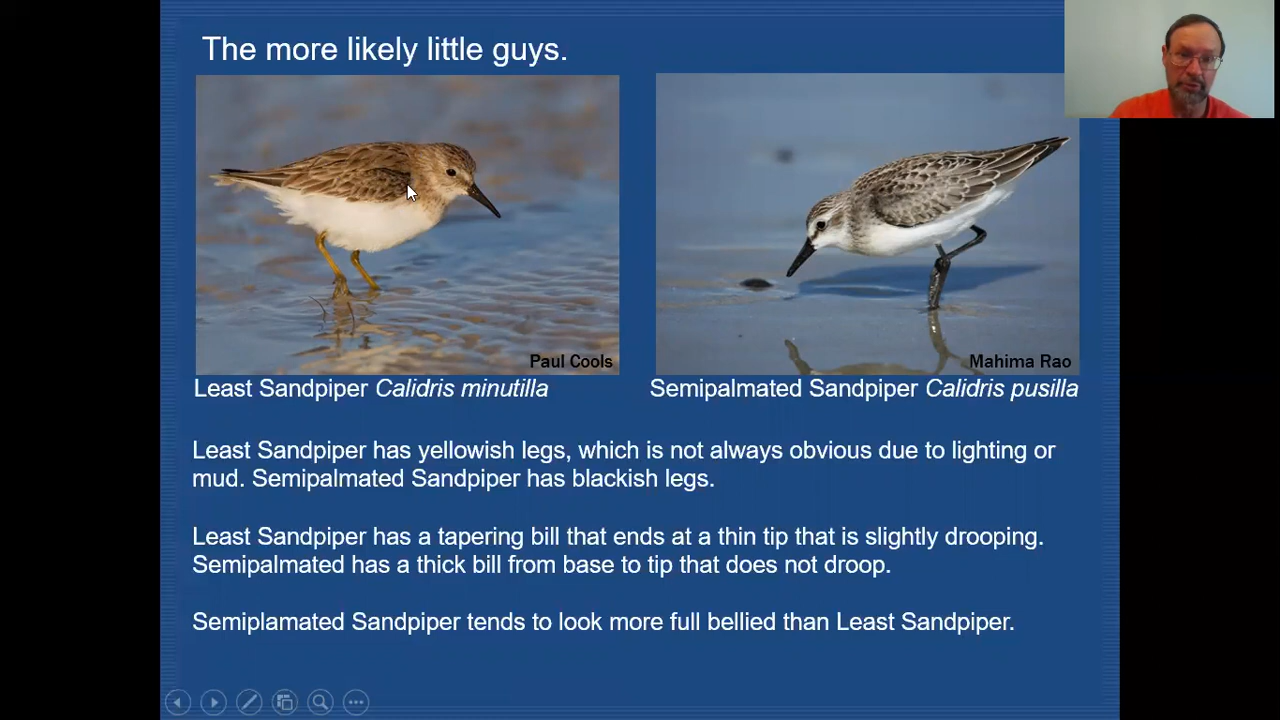 The more likely little guys.
Paul Cools
Mahima Rao
Least Sandpiper Calidris minutilla
Semipalmated Sandpiper Calidris pusilla
Least Sandpiper has yellowish legs, which is not always obvious due to lighting or
mud. Semipalmated Sandpiper has blackish legs.
Least Sandpiper has a tapering bill that ends at a thin tip that is slightly drooping.
Semipalmated has a thick bill from base to tip that does not droop.
Semiplamated Sandpiper tends to look more full bellied than Least Sandpiper.